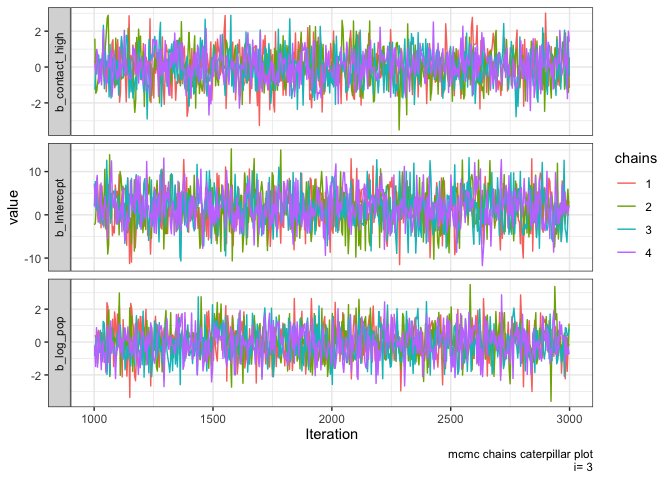 b_contact_high
2
0
-2
b_Intercept
10
0
-10
b_log_pop
2
0
-2
value
1000
1500
2000
2500
3000
Iteration
chains
1
2
3
4
mcmc chains caterpillar plot
i= 3